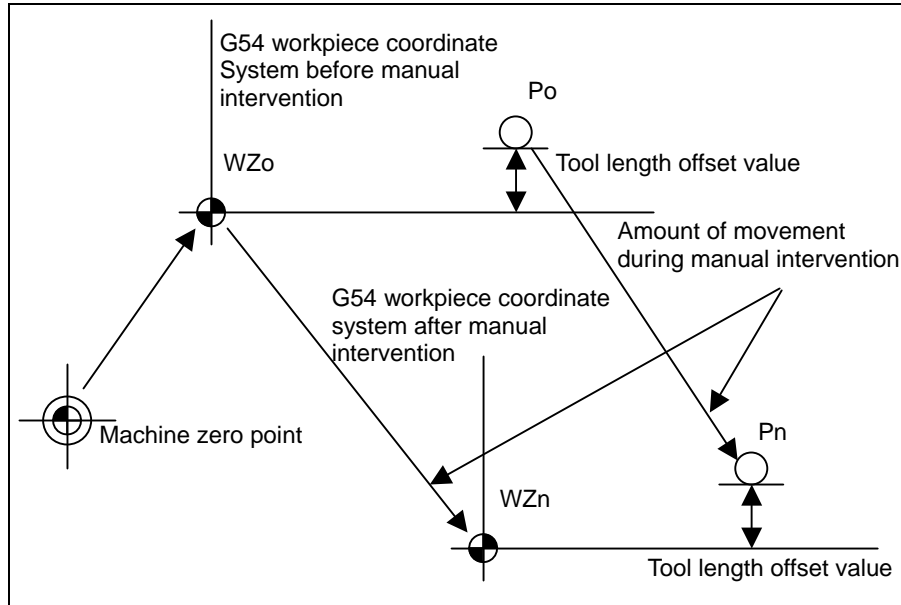 G54 workpiece coordinate
System before manual
intervention
Po
WZo
Tool length offset value
Amount of movement
during manual intervention
G54 workpiece coordinate
system after manual
intervention
Machine zero point
Pn
WZn
Tool length offset value